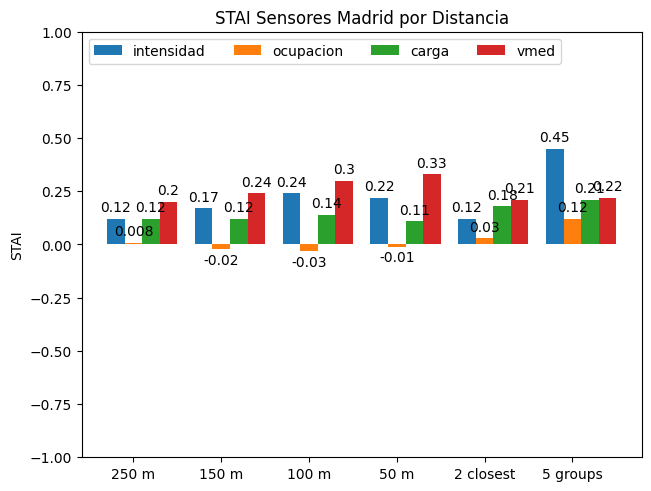 STAI Sensores Madrid por Distancia
intensidad ocupacion carga vmed
STAI
1.00
0.75
0.50
0.25
0.00
−0.25
−0.50
−0.75
−1.00
0.12 0.008 0.12 0.2
0.17 -0.02 0.12 0.24
0.24 -0.03 0.14 0.3
0.22 -0.01 0.11 0.33
0.12 0.03 0.18 0.21
0.45 0.12 0.21 0.22
250 m 150 m 100 m 50 m 2 closest 5 groups